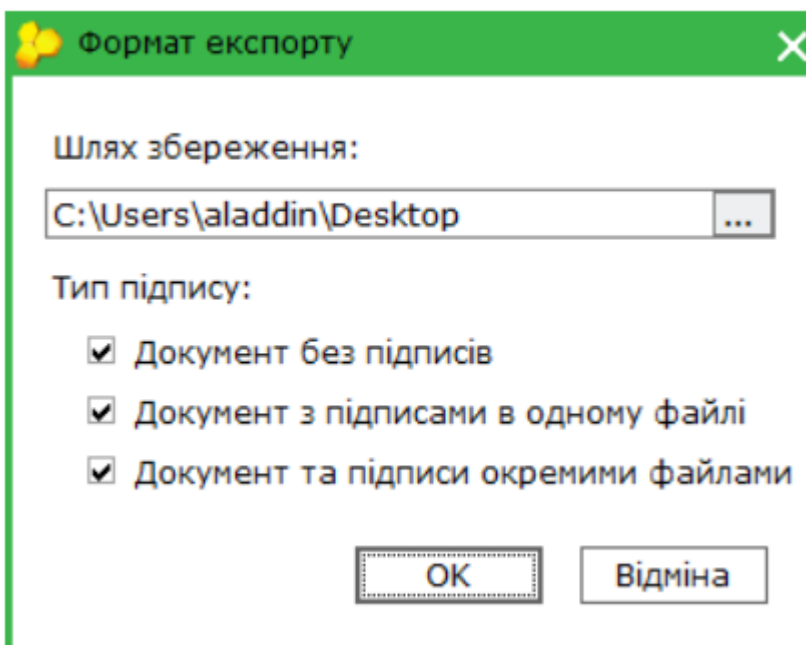 Формат експорту
Шлях збереження:
C:\Users\aladdin\Desktop ...
Тип підпису:
Документ без підписів
Документ з підписами в одному файлі
Документ та підписи окремими файлами
OK Відміна